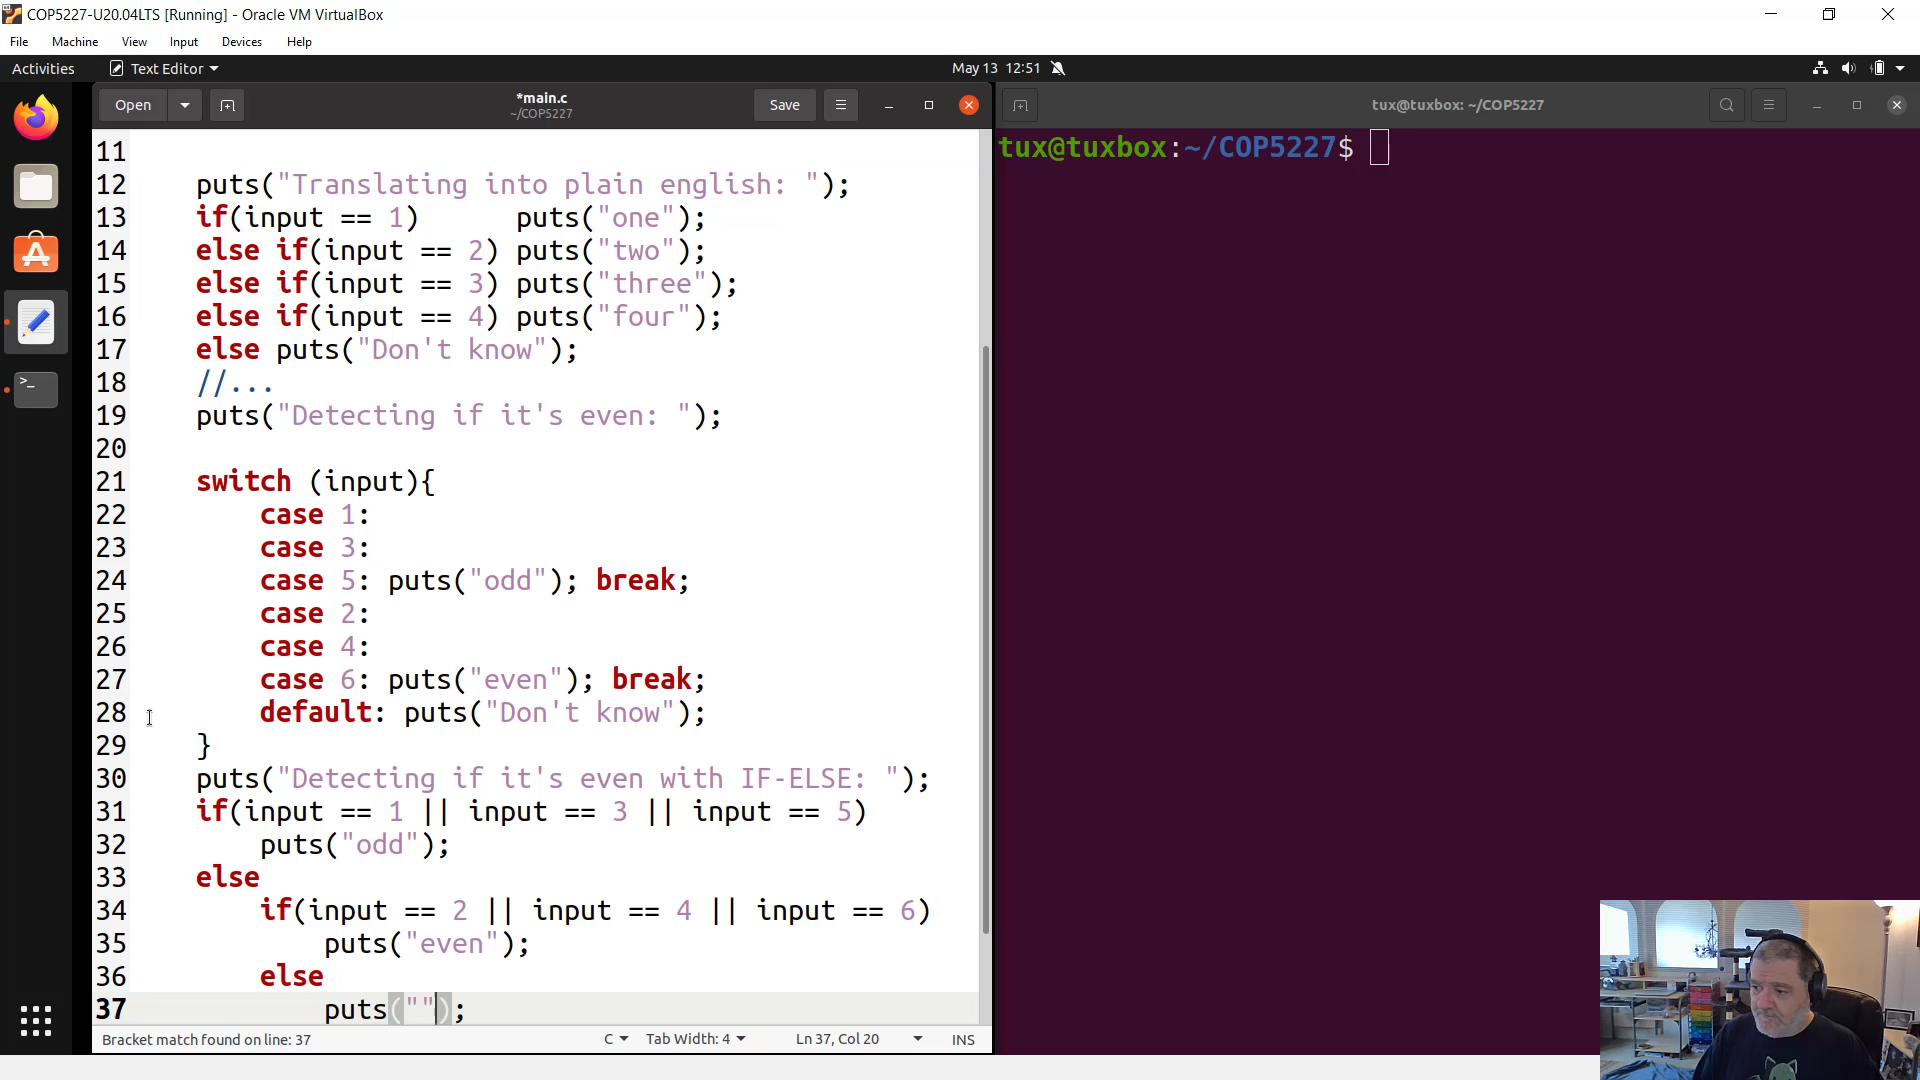 COP5227-U20.04LTS [Running] - Oracle VM VirtualBox
File Machine View Input Devices Help
Activities Text Editor May 13 12:51
Open *main.c Save
~/COP5227
tux@tuxbox: ~/COP5227
11
12 puts("Translating into plain english: ");
13 if(input == 1) puts("one");
14 else if(input == 2) puts("two");
15 else if(input == 3) puts("three");
16 else if(input == 4) puts("four");
17 else puts("Don't know");
18 //...
19 puts("Detecting if it's even: ");
20
21 switch (input){
22 case 1:
23 case 3:
24 case 5: puts("odd"); break;
25 case 2:
26 case 4:
27 case 6: puts("even"); break;
28 default: puts("Don't know");
29 }
30 puts("Detecting if it's even with IF-ELSE: ");
31 if(input == 1 || input == 3 || input == 5)
32 puts("odd");
33 else
34 if(input == 2 || input == 4 || input == 6)
35 puts("even");
36 else
37 puts("");
Bracket match found on line: 37 C Tab Width: 4 Ln 37, Col 20 INS
tux@tuxbox:~/COP5227$